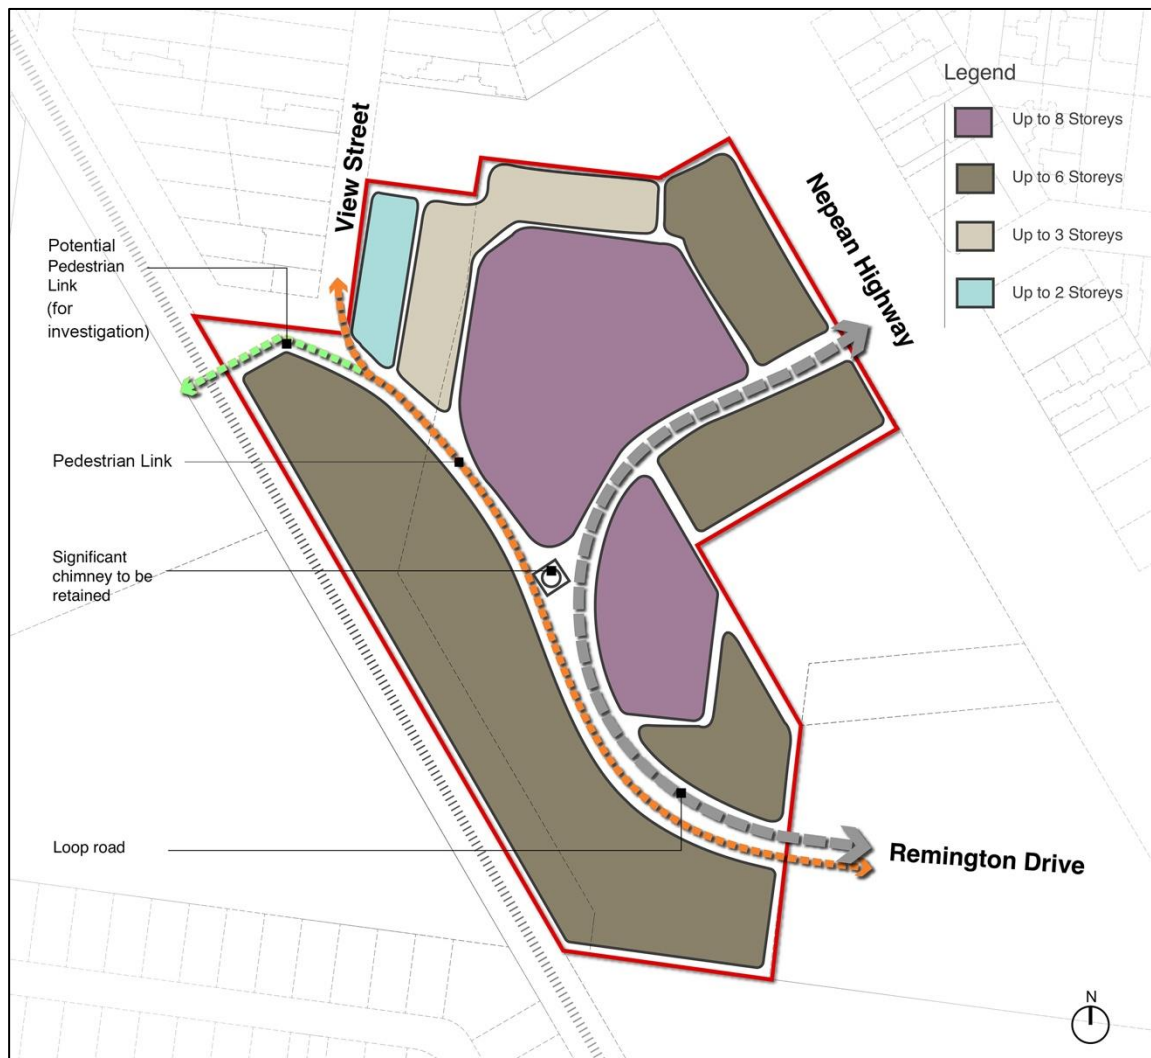 Legend
Up to 8 Storeys
Up to 6 Storeys
Up to 3 Storeys
Up to 2 Storeys
View Street
Nepean Highway
Potential
Pedestrian
Link
(for
investigation)
Pedestrian Link
Significant
chimney to be
retained
Loop road
Remington Drive
N